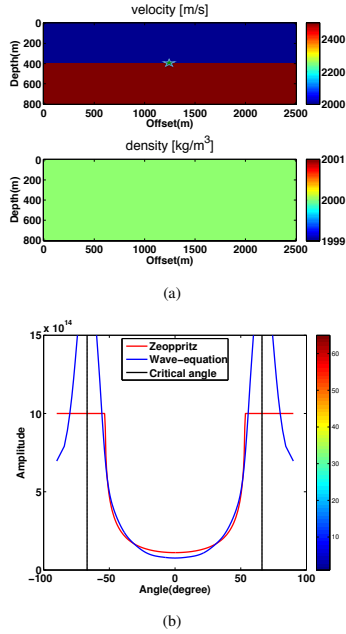 velocity [m/s]
0
200
400
600
800
Depth(m)
0 500 1000 1500 2000 2500
Offset(m)
2400
2200
2000
density [kg/m³]
0
200
400
600
800
Depth(m)
0 500 1000 1500 2000 2500
Offset(m)
2001
2000
1999
(a)
x 10¹⁴
15
10
5
0
Amplitude
Zeoppritz
Wave−equation
Critical angle
−100 −50 0 50 100
Angle(degree)
60
50
40
30
20
10
(b)